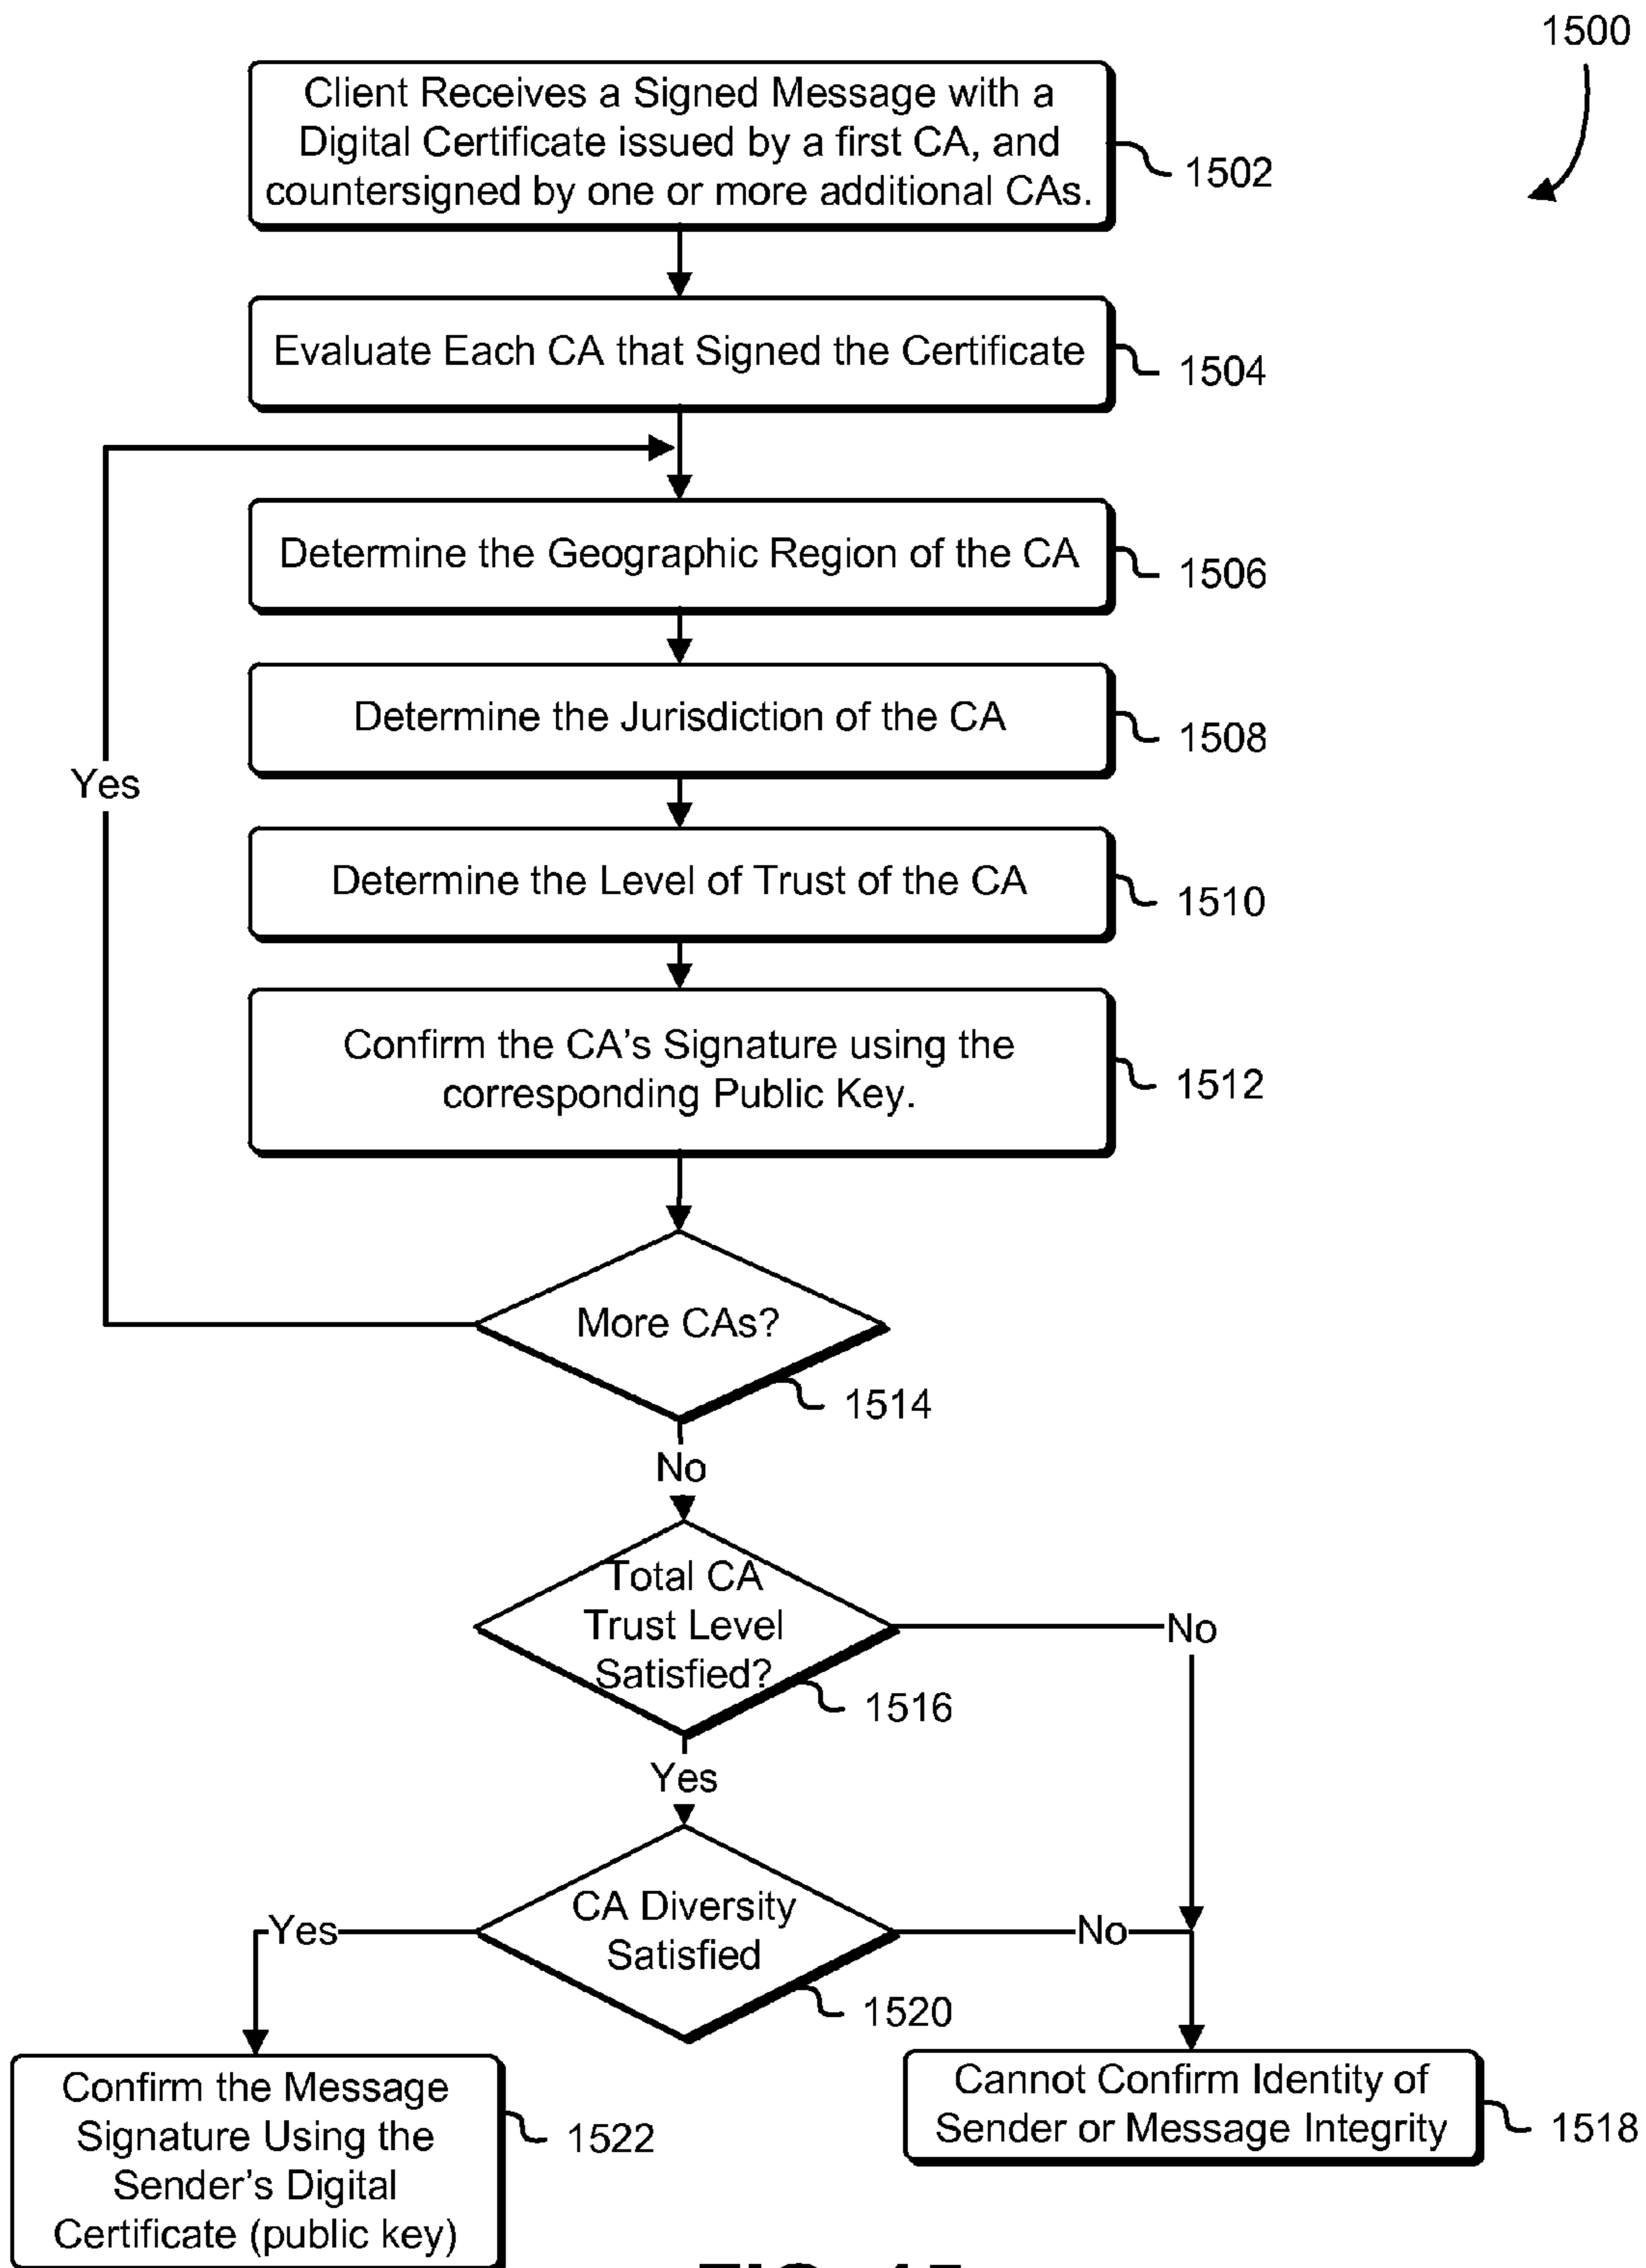 1500
Client Receives a Signed Message with a
Digital Certificate issued by a first CA, and
countersigned by one or more additional CAs.
1502
Evaluate Each CA that Signed the Certificate
1504
Determine the Geographic Region of the CA
1506
Determine the Jurisdiction of the CA
1508
Yes
Determine the Level of Trust of the CA
1510
Confirm the CA's Signature using the
corresponding Public Key.
1512
More CAs?
1514
No
Total CA
Trust Level
Satisfied?
No
1516
Yes
CA Diversity
Satisfied
Yes
No
1520
Confirm the Message
Signature Using the
Sender's Digital
Certificate (public key)
1522
Cannot Confirm Identity of
Sender or Message Integrity
1518